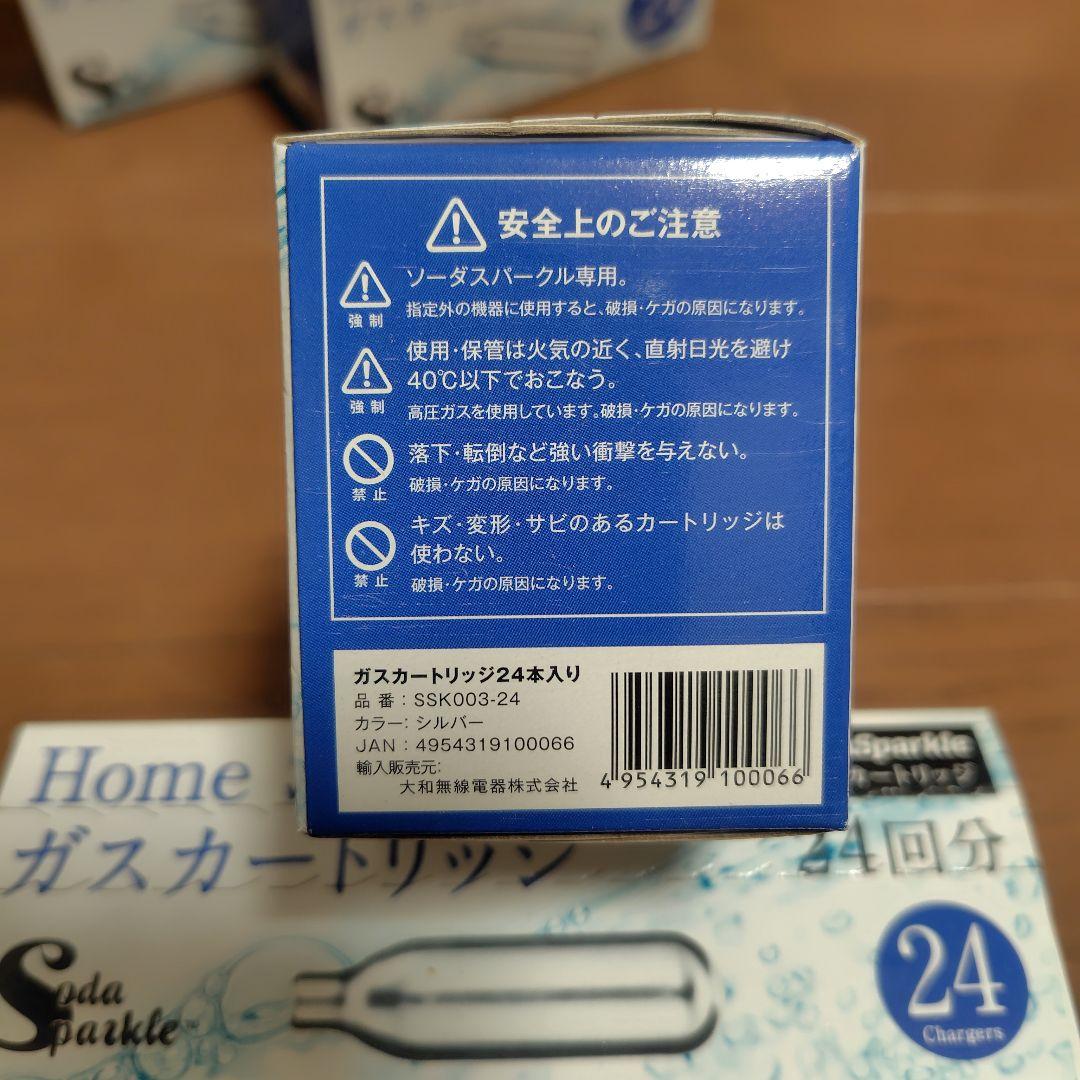 24
安全上のご注意
ソーダスパークル専用。
指定外の機器に使用すると、破損・ケガの原因になります。
強制
使用・保管は火気の近く、直射日光を避け
40℃以下でおこなう。
高圧ガスを使用しています。破損・ケガの原因になります。
強制
落下・転倒など強い衝撃を与えない。
破損・ケガの原因になります。
禁止
キズ・変形・サビのあるカートリッジは
使わない。
破損・ケガの原因になります。
禁止
ガスカートリッジ24本入り
品番：SSK003-24
カラー：シルバー
JAN：4954319100066
輸入販売元：
大和無線電器株式会社
4 954319 100066
Home
Sparkle
カートリッジ
ガスカートリッジ
24回分
Soda
Sparkle™
24
Chargers